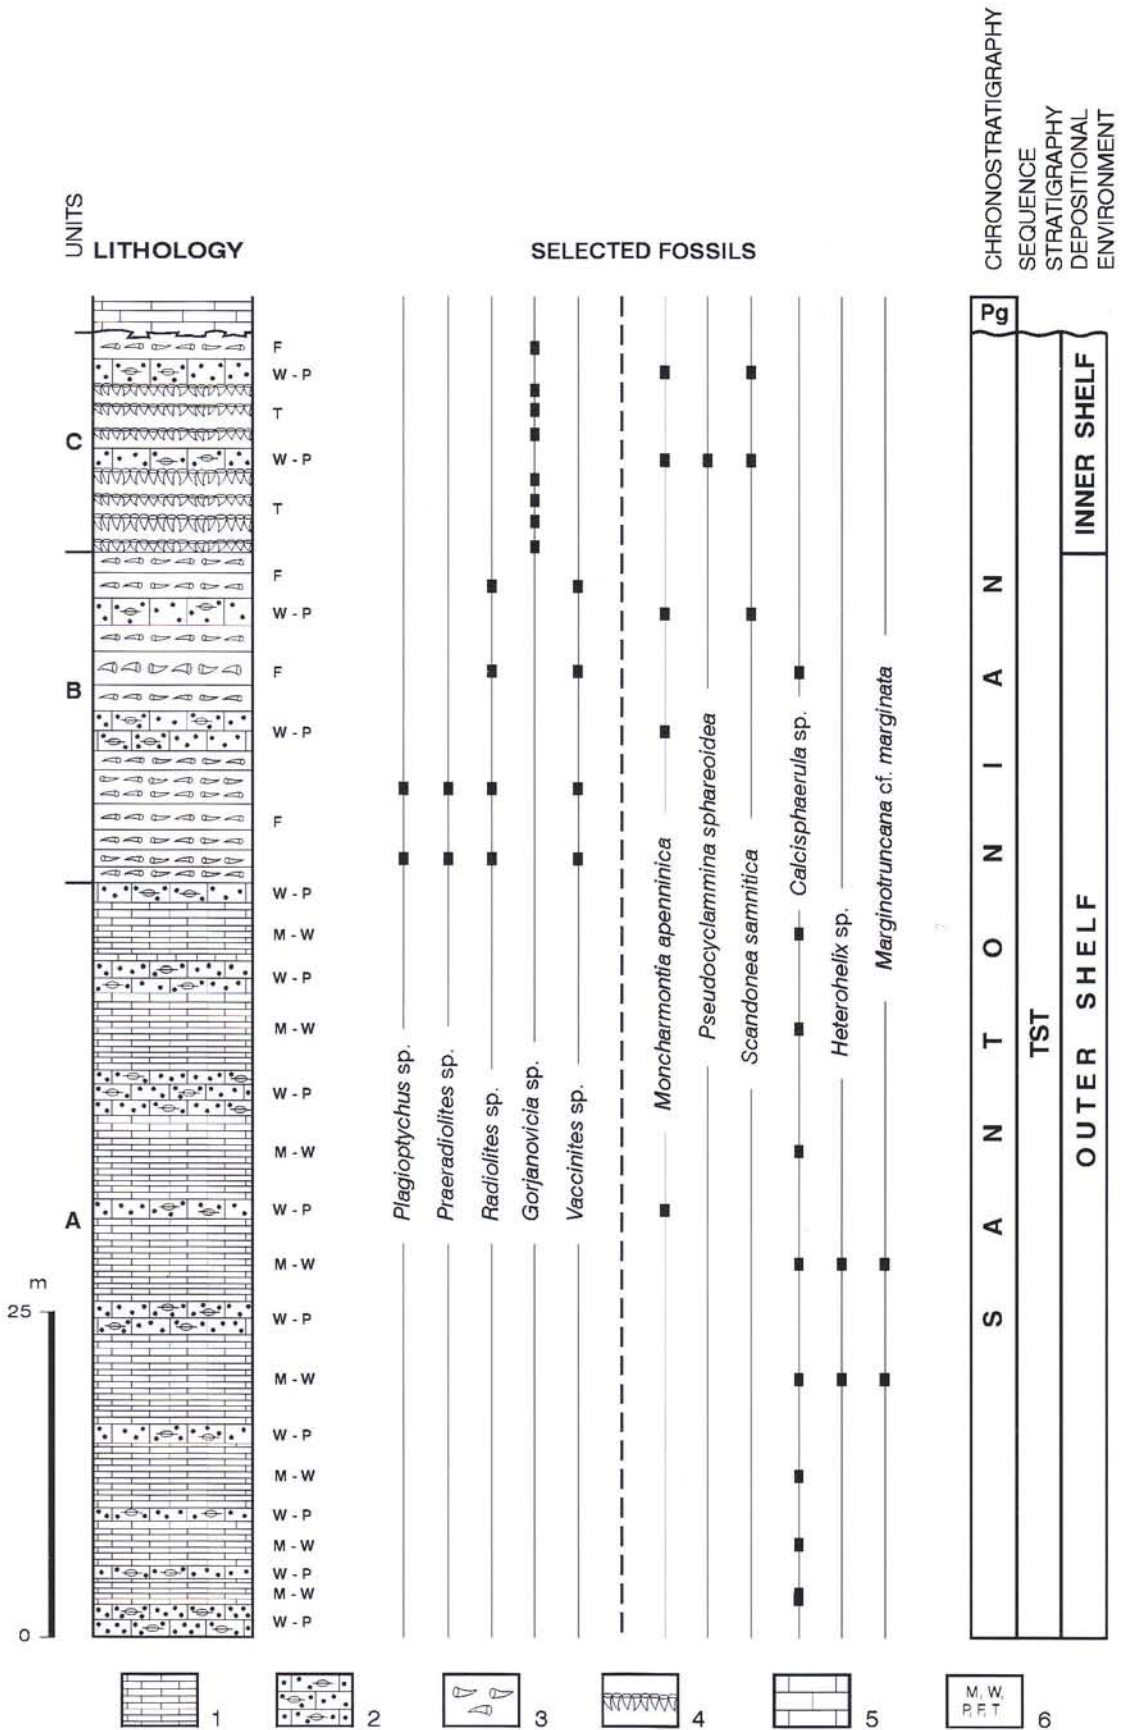 CHRONOSTRATIGRAPHY
SEQUENCE
STRATIGRAPHY
DEPOSITIONAL
ENVIRONMENT
UNITS
LITHOLOGY
SELECTED FOSSILS
Pg
F
W - P
T
C
W - P
T
INNER SHELF
F
W - P
F
B
W - P
F
W - P
M - W
W - P
M - W
W - P
M - W
A
W - P
M - W
W - P
M - W
W - P
M - W
W - P
M - W
W - P
M - W
W - P
m
25
0
Plagioptychus sp.
Praeradiolites sp.
Radiolites sp.
Gorjanovicia sp.
Vaccinites sp.
Moncharmontia apenninica
Pseudocyclammina sphareoidea
Scandonea samnitica
Calcisphaerula sp.
Heterohelix sp.
Marginotruncana cf. marginata
SANTONNIAN
TST
OUTER SHELF
1
2
3
4
5
M, W,
P, F, T
6